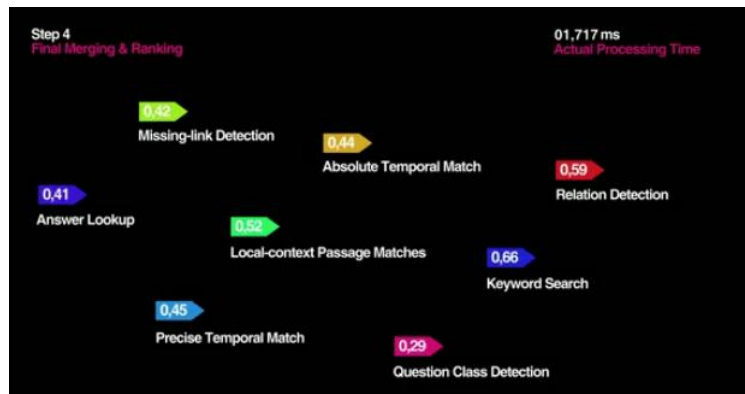 Step 4
Final Merging & Ranking
01,717 ms
Actual Processing Time
0,42
Missing-link Detection
0,44
Absolute Temporal Match
0,59
Relation Detection
0,41
Answer Lookup
0,52
Local-context Passage Matches
0,66
Keyword Search
0,45
Precise Temporal Match
0,29
Question Class Detection